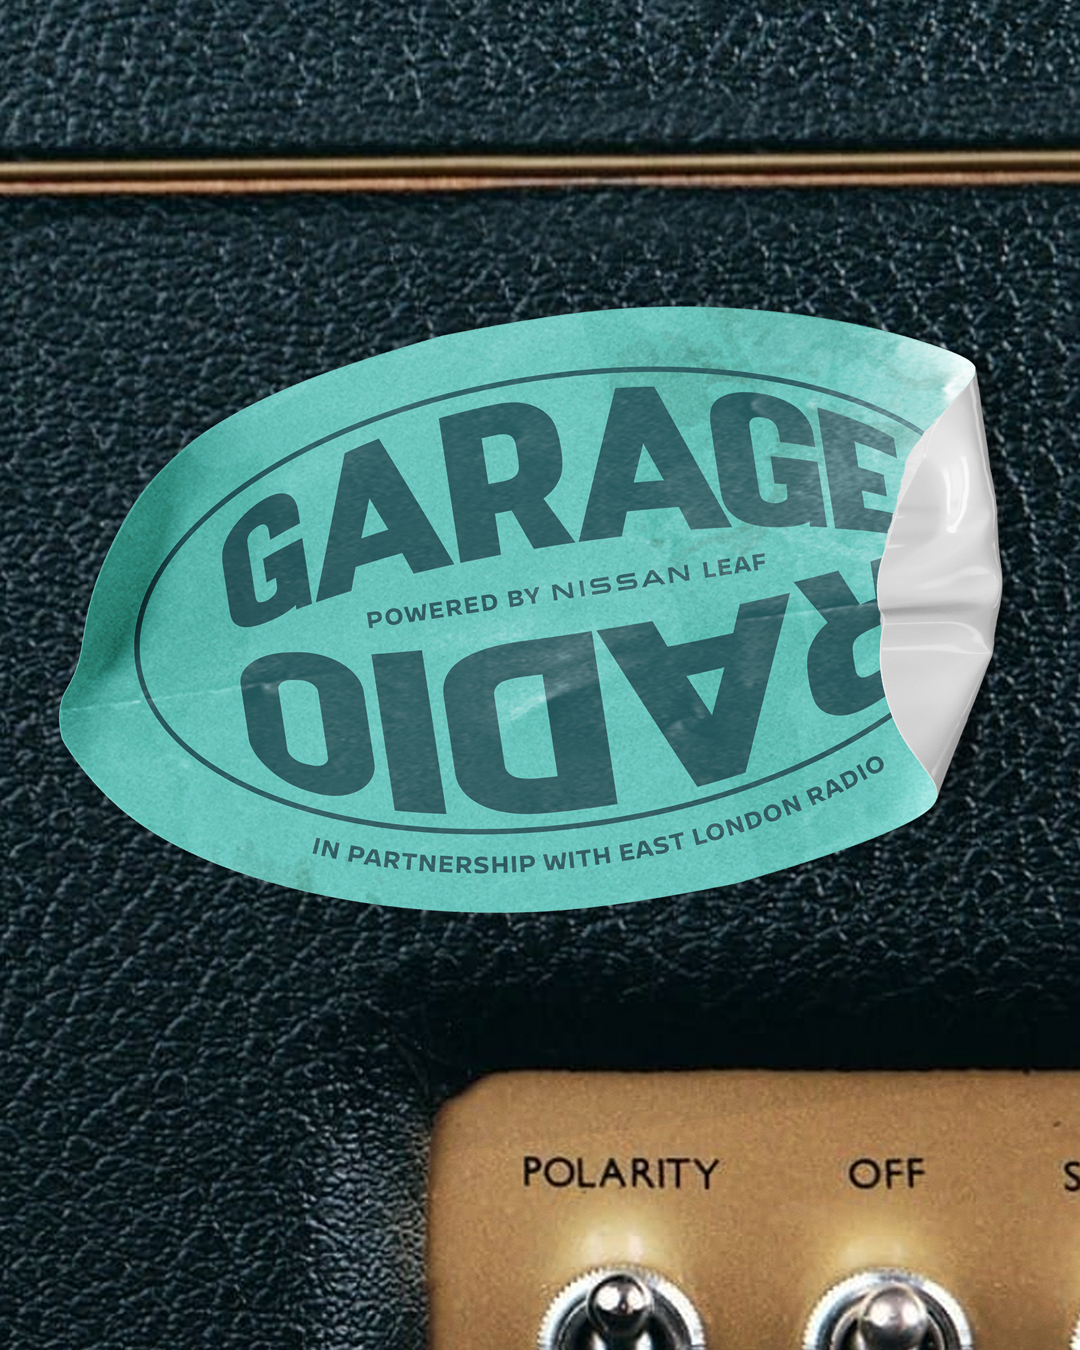 GARAGE
POWERED BY NISSAN LEAF
RADIO
IN PARTNERSHIP WITH EAST LONDON RADIO
POLARITY OFF